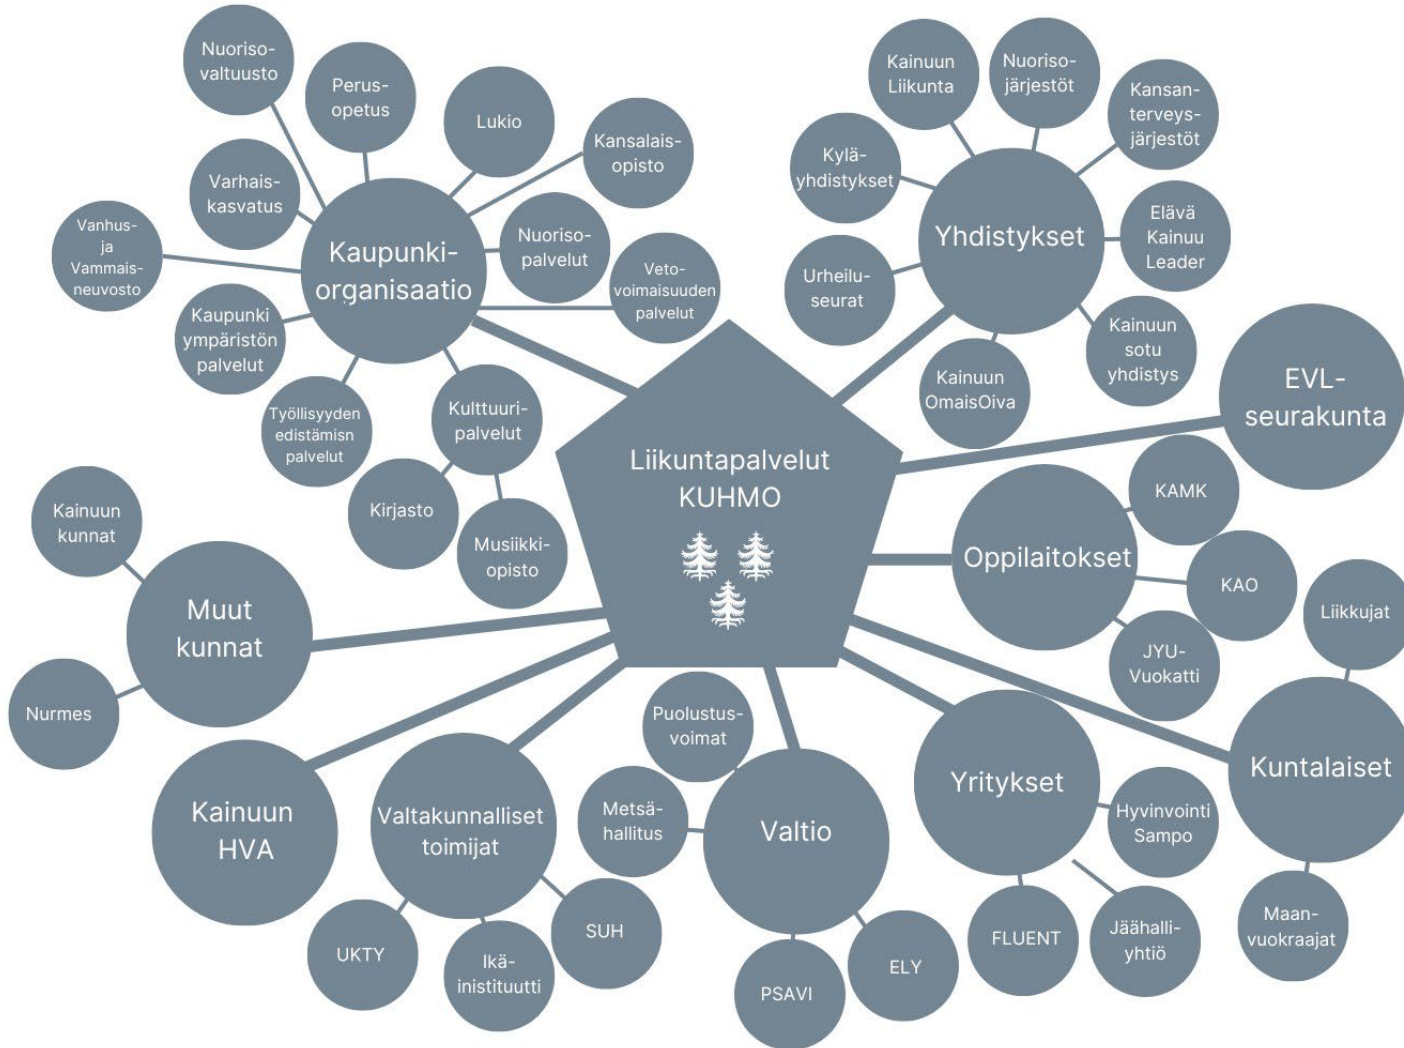 Nuoriso-
valtuusto
Perus-
opetus
Lukio
Kansalais-
opisto
Varhais-
kasvatus
Vanhus-
ja
Vammais-
neuvosto
Kaupunki-
organisaatio
Nuoriso-
palvelut
Veto-
voimaisuuden
palvelut
Kaupunki
ympäristön
palvelut
Työllisyyden
edistämisn
palvelut
Kulttuuri-
palvelut
Kirjasto
Musiikki-
opisto
Kainuun
Liikunta
Nuoriso-
järjestöt
Kansan-
terveys-
järjestöt
Kylä-
yhdistykset
Yhdistykset
Elävä
Kainuu
Leader
Urheilu-
seurat
Kainuun
sotu
yhdistys
Kainuun
OmaisOiva
EVL-
seurakunta
Liikuntapalvelut
KUHMO
KAMK
Oppilaitokset
KAO
JYU-
Vuokatti
Liikkujat
Kuntalaiset
Maan-
vuokraajat
Kainuun
kunnat
Muut
kunnat
Nurmes
Kainuun
HVA
Valtakunnalliset
toimijat
UKTY
Ikä-
inistituutti
SUH
Puolustus-
voimat
Metsä-
hallitus
Valtio
PSAVI
ELY
Yritykset
Hyvinvointi
Sampo
FLUENT
Jäähalli-
yhtiö